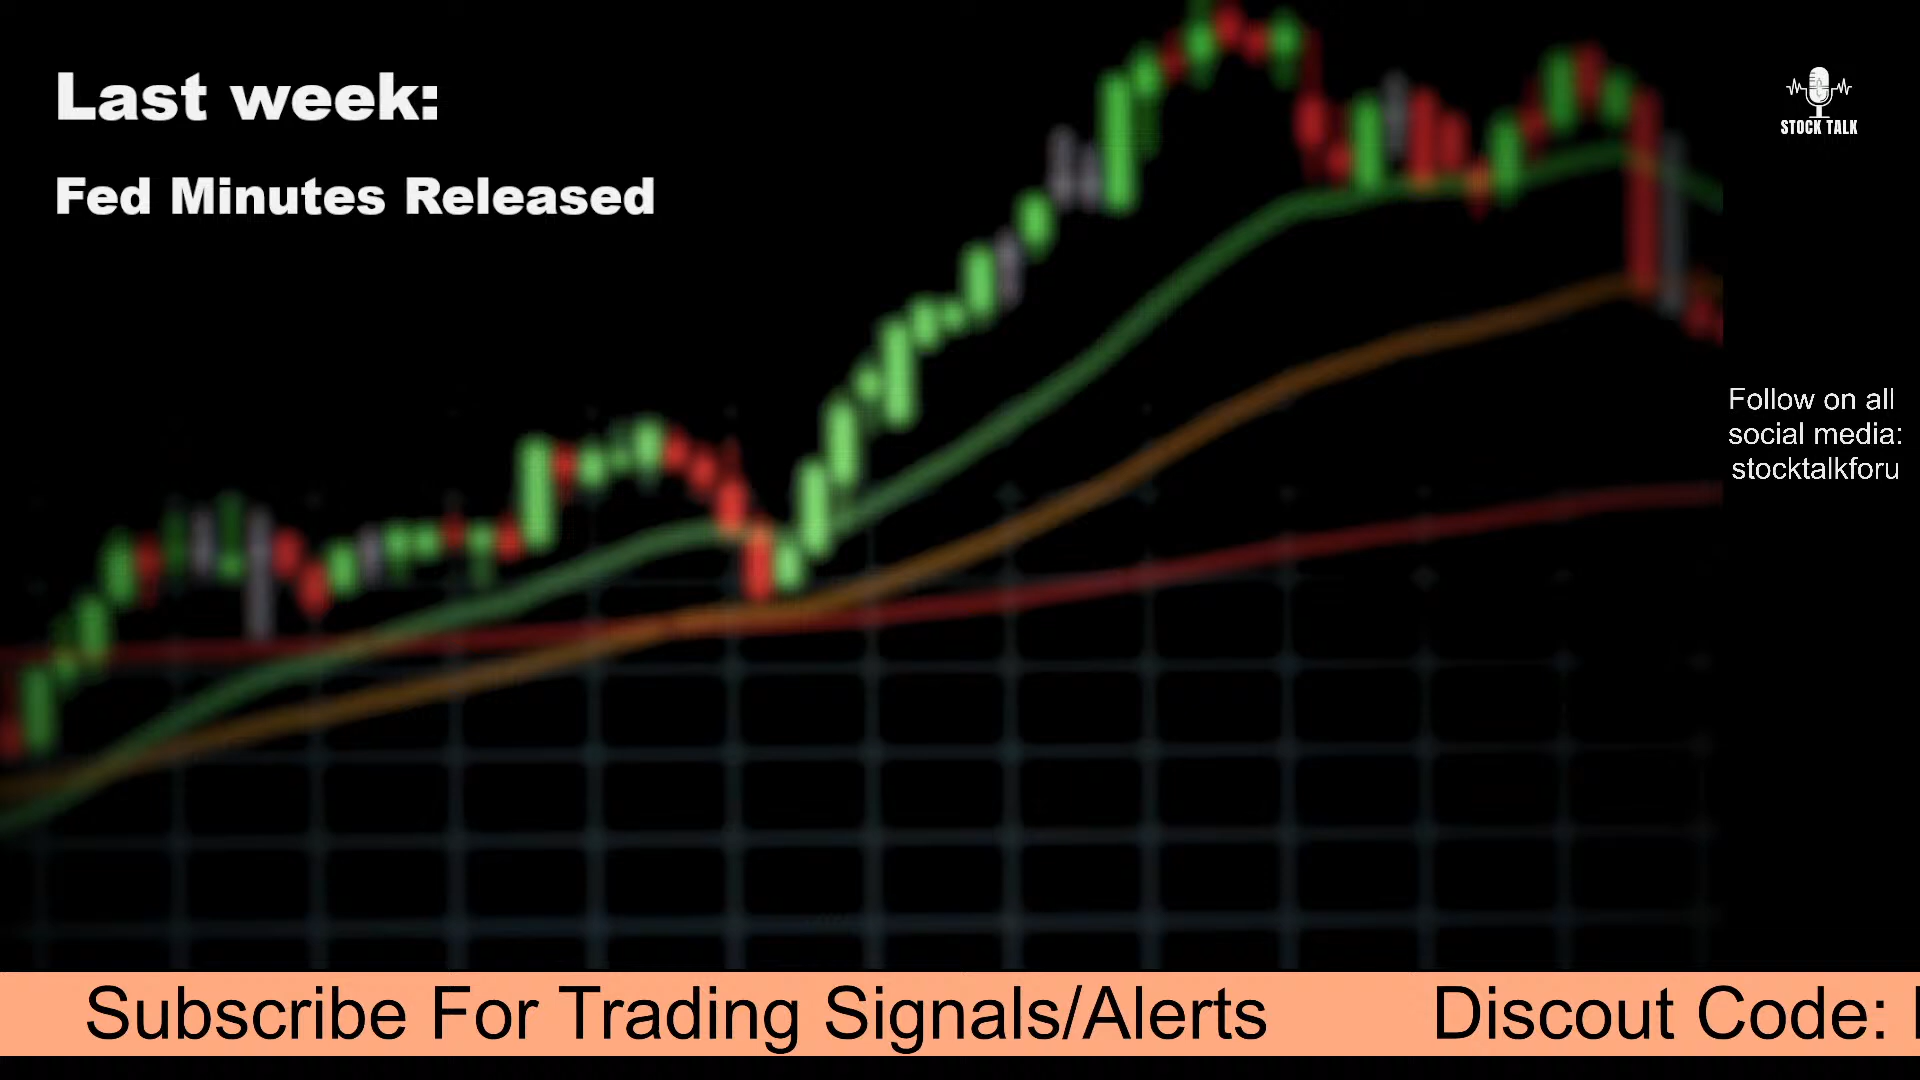 Last week:
Fed Minutes Released
STOCK TALK
Follow on all
social media:
stocktalkforu
Subscribe For Trading Signals/Alerts
Discout Code: